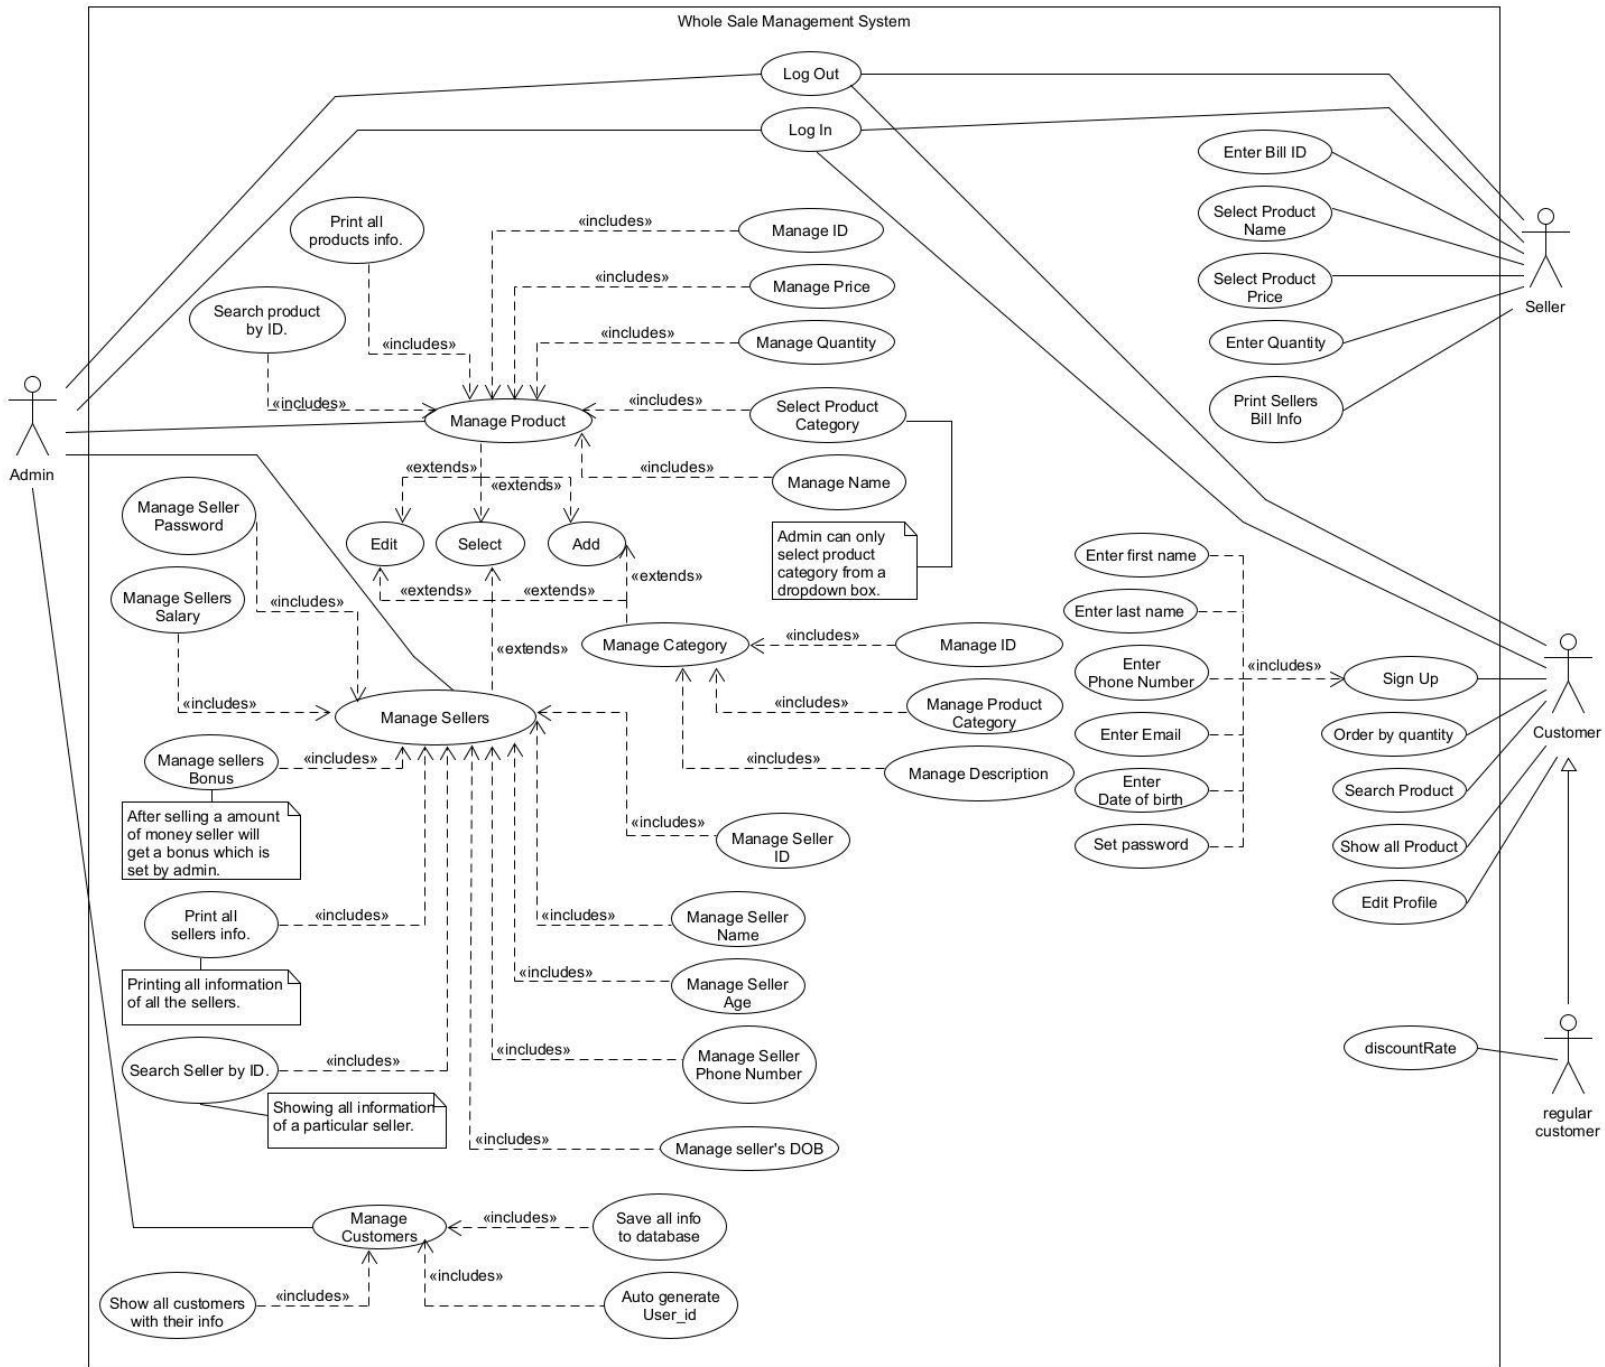 Whole Sale Management System
Log Out
Log In
Enter Bill ID
Select Product
Name
Select Product
Price
Enter Quantity
Print Sellers
Bill Info
Seller
Print all
products info.
Search product
by ID.
«includes»
«includes»
«includes»
Manage ID
«includes»
Manage Price
«includes»
Manage Quantity
Manage Product
«includes»
Select Product
Category
«includes»
Manage Name
Admin can only
select product
category from a
dropdown box.
Admin
«extends»
«extends»
Edit
Select
Add
«extends»
«extends»
«extends»
«extends»
Manage Seller
Password
«includes»
Manage Sellers
Salary
«includes»
Manage Category
«includes»
Manage ID
«includes»
Manage Product
Category
«includes»
Manage Description
Manage Sellers
Manage sellers
Bonus
«includes»
After selling a amount
of money seller will
get a bonus which is
set by admin.
Print all
sellers info.
«includes»
Printing all information
of all the sellers.
Search Seller by ID.
«includes»
Showing all information
of a particular seller.
«includes»
Manage Seller
ID
«includes»
Manage Seller
Name
«includes»
Manage Seller
Age
«includes»
Manage Seller
Phone Number
«includes»
Manage seller's DOB
Enter first name
Enter last name
Enter
Phone Number
Enter Email
Enter
Date of birth
Set password
«includes»
Sign Up
Order by quantity
Search Product
Show all Product
Edit Profile
Customer
discountRate
regular
customer
Manage
Customers
«includes»
Save all info
to database
«includes»
Auto generate
User_id
«includes»
Show all customers
with their info